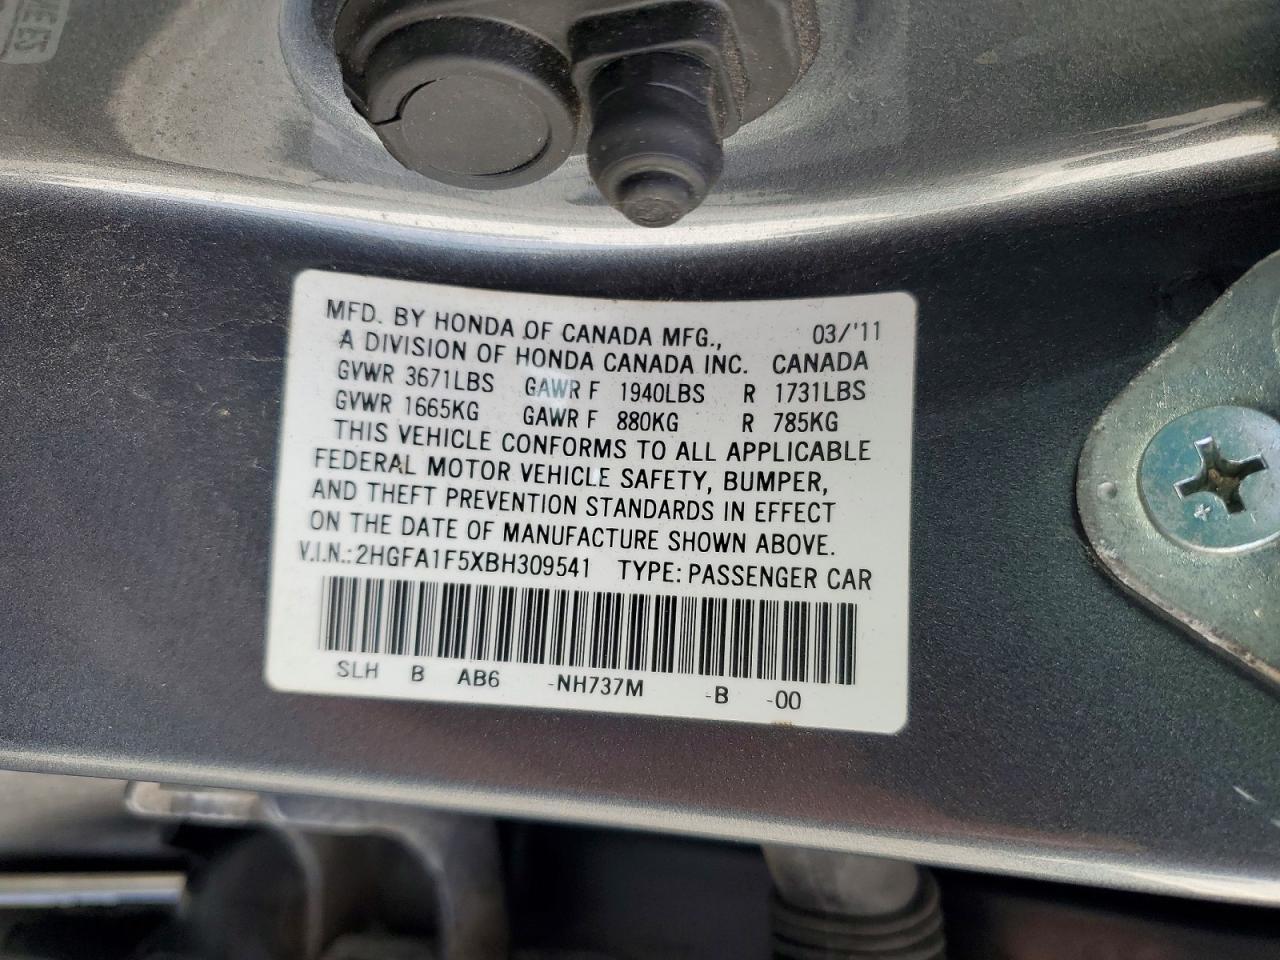 MFD. BY HONDA OF CANADA MFG., 03/'11
A DIVISION OF HONDA CANADA INC. CANADA
GVWR 3671LBS GAWR F 1940LBS R 1731LBS
GVWR 1665KG GAWR F 880KG R 785KG
THIS VEHICLE CONFORMS TO ALL APPLICABLE
FEDERAL MOTOR VEHICLE SAFETY, BUMPER,
AND THEFT PREVENTION STANDARDS IN EFFECT
ON THE DATE OF MANUFACTURE SHOWN ABOVE.
V.I.N.:2HGFA1F5XBH309541 TYPE: PASSENGER CAR
SLH B AB6 -NH737M -B -00